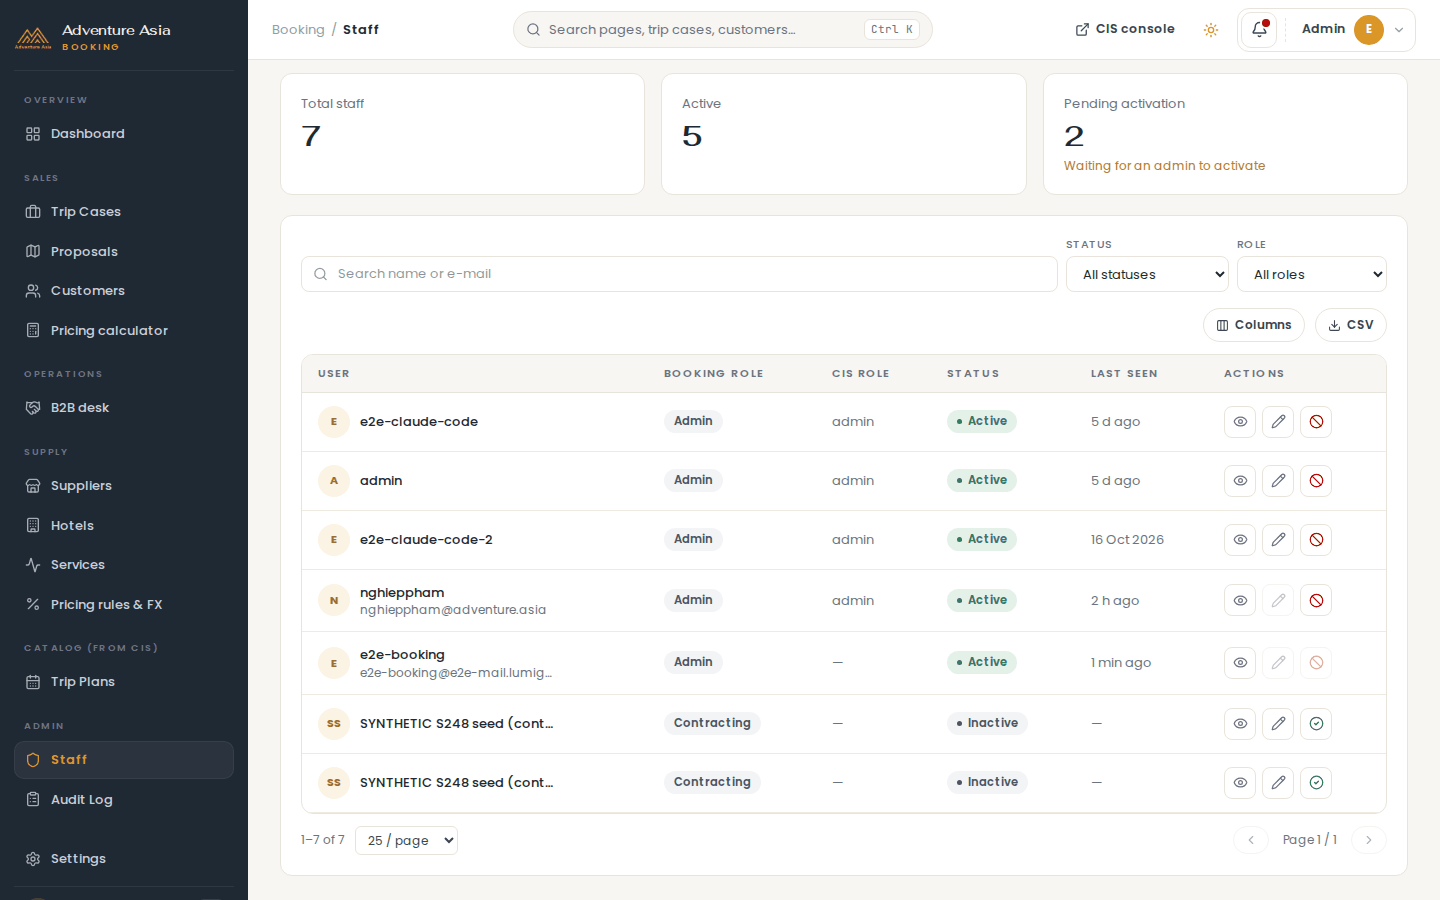 Adventure Asia
Adventure Asia
BOOKING
OVERVIEW
Dashboard
SALES
Trip Cases
Proposals
Customers
Pricing calculator
OPERATIONS
B2B desk
SUPPLY
Suppliers
Hotels
Services
Pricing rules & FX
CATALOG (FROM CIS)
Trip Plans
ADMIN
Staff
Audit Log
Settings
Booking / Staff
Search pages, trip cases, customers...
Ctrl K
CIS console
Admin
E
Total staff
7
Active
5
Pending activation
2
Waiting for an admin to activate
STATUS
ROLE
Search name or e-mail
All statuses
All roles
Columns
CSV
USER BOOKING ROLE CIS ROLE STATUS LAST SEEN ACTIONS
E e2e-claude-code Admin admin Active 5 d ago
A admin Admin admin Active 5 d ago
E e2e-claude-code-2 Admin admin Active 16 Oct 2026
N nghieppham Admin admin Active 2 h ago
nghieppham@adventure.asia
E e2e-booking Admin — Active 1 min ago
e2e-booking@e2e-mail.lumig...
SS SYNTHETIC S248 seed (cont... Contracting — Inactive —
SS SYNTHETIC S248 seed (cont... Contracting — Inactive —
1–7 of 7
25 / page
Page 1 / 1